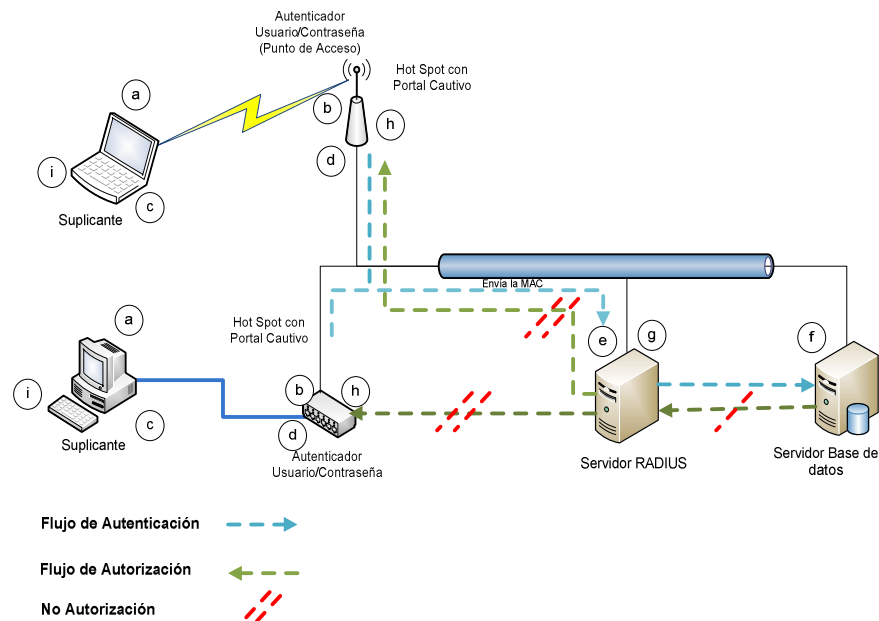 Autenticador
Usuario/Contraseña
(Punto de Acceso)
Hot Spot con
Portal Cautivo
a
b
h
d
i
c
Suplicante
Envía la MAC
Hot Spot con
Portal Cautivo
a
e
g
f
i
c
Suplicante
b
h
d
Autenticador
Usuario/Contraseña
Servidor RADIUS
Servidor Base de
datos
Flujo de Autenticación
Flujo de Autorización
No Autorización